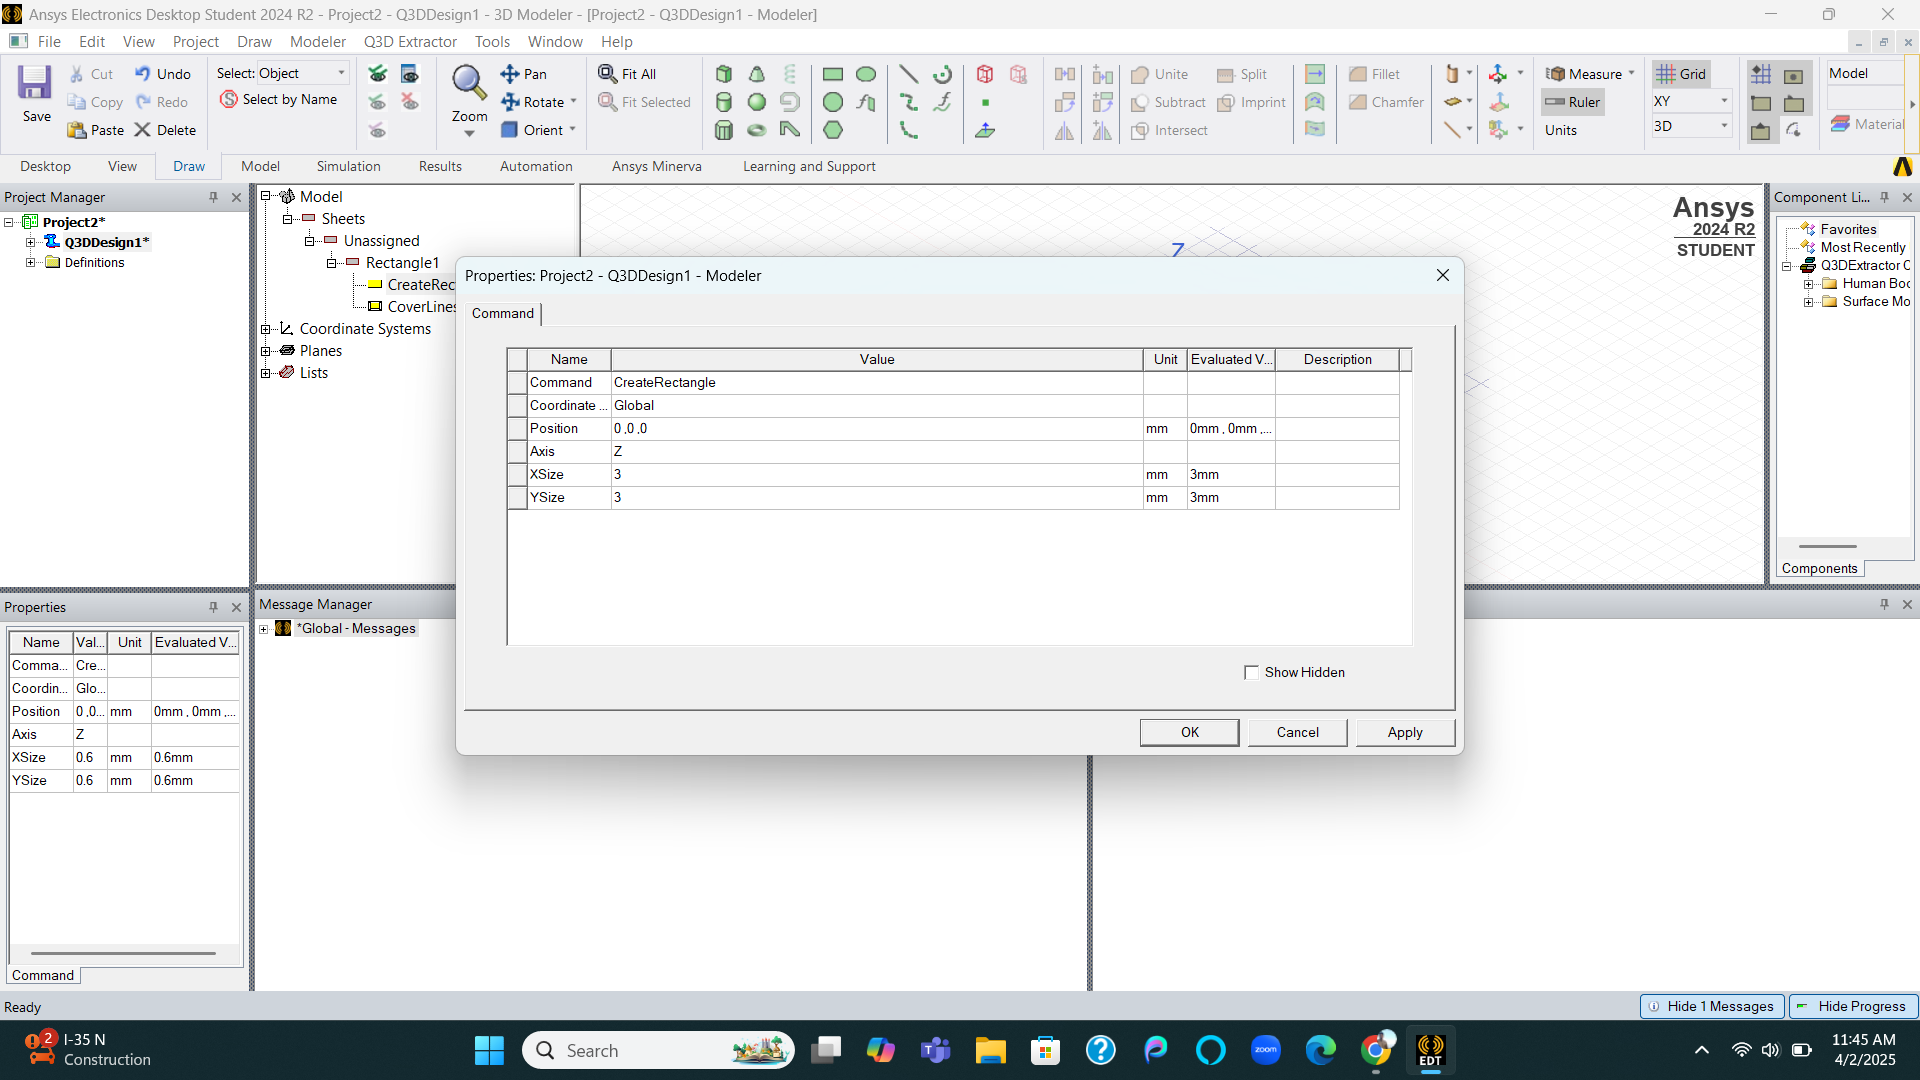 Ansys Electronics Desktop Student 2024 R2 - Project2 - Q3DDesign1 - 3D Modeler - [Project2 - Q3DDesign1 - Modeler]
File Edit View Project Draw Modeler Q3D Extractor Tools Window Help
Save
Cut
Copy
Paste
Undo
Redo
Delete
Select: Object
Select by Name
Zoom
Pan
Rotate
Orient
Fit All
Fit Selected
Unite
Subtract
Intersect
Split
Imprint
Fillet
Chamfer
Measure
Ruler
Units
Grid
XY
3D
Model
Material
Desktop View Draw Model Simulation Results Automation Ansys Minerva Learning and Support
Project Manager
Project2*
Q3DDesign1*
Definitions
Model
Sheets
Unassigned
Rectangle1
CreateRec
CoverLines
Coordinate Systems
Planes
Lists
Z
Ansys
2024 R2
STUDENT
Component Li...
Favorites
Most Recently
Q3DExtractor C
Human Boc
Surface Mo
Components
Properties: Project2 - Q3DDesign1 - Modeler
Command
Name Value Unit Evaluated V... Description
Command CreateRectangle
Coordinate ... Global
Position 0 ,0 ,0 mm 0mm , 0mm ,...
Axis Z
XSize 3 mm 3mm
YSize 3 mm 3mm
Show Hidden
OK Cancel Apply
Properties
Name Val... Unit Evaluated V...
Comma... Cre...
Coordin... Glo...
Position 0 ,0... mm 0mm , 0mm ,...
Axis Z
XSize 0.6 mm 0.6mm
YSize 0.6 mm 0.6mm
Command
Message Manager
*Global - Messages
Ready
Hide 1 Messages
Hide Progress
2
I-35 N
Construction
Search
zoom
EDT
11:45 AM
4/2/2025